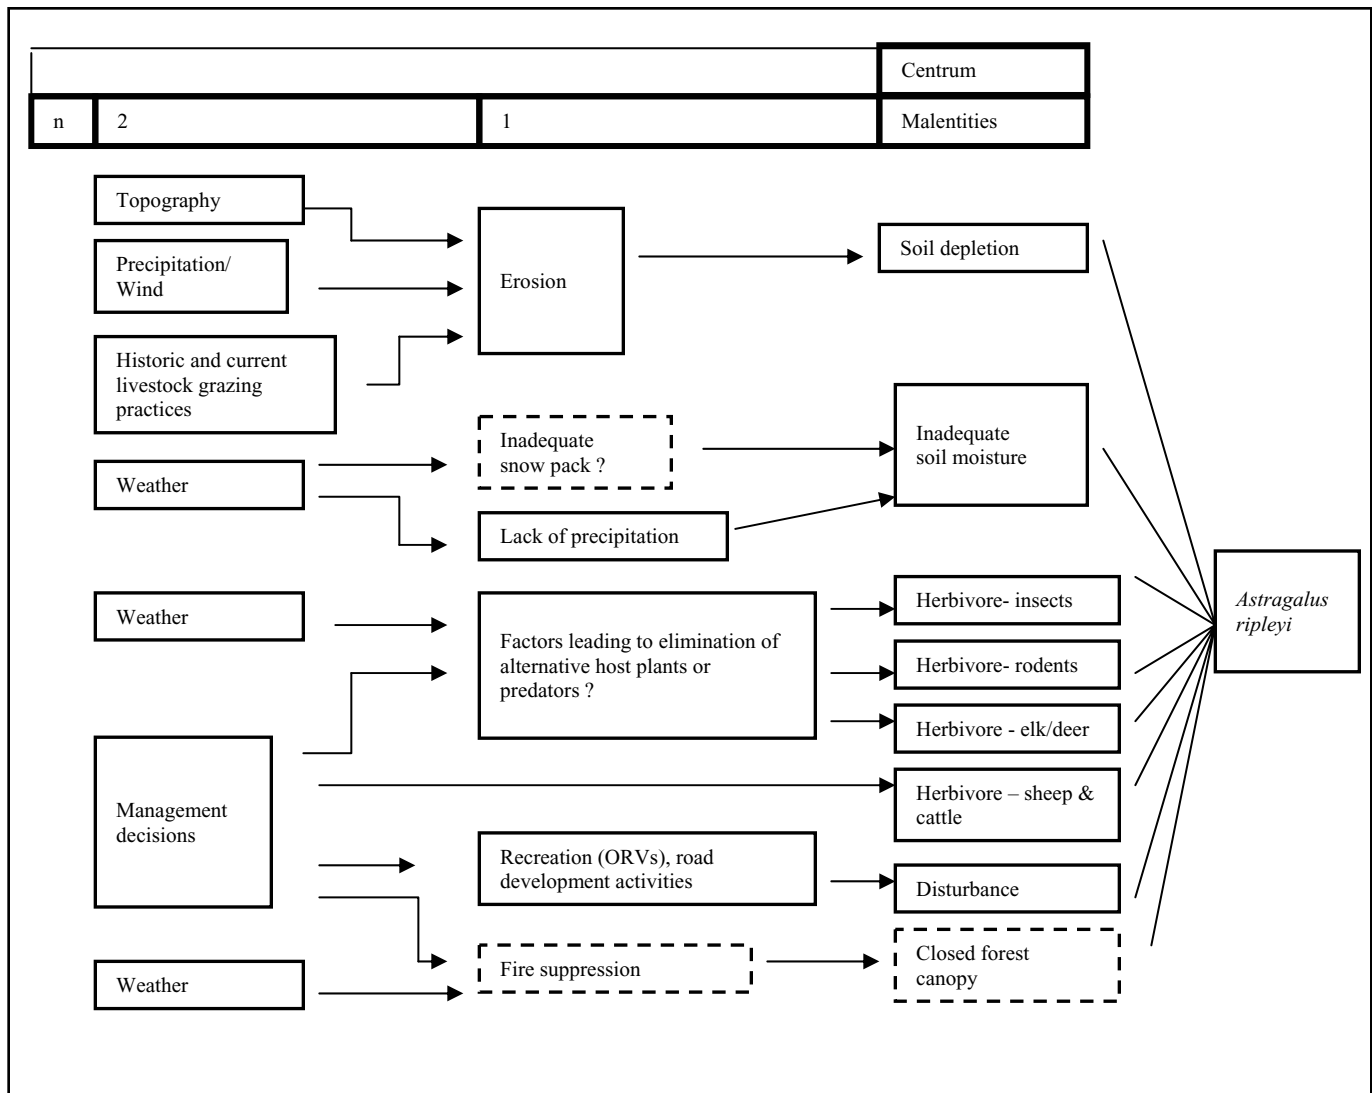 Centrum
n
2
1
Malentities
Topography
Precipitation/
Wind
Historic and current
livestock grazing
practices
Erosion
Soil depletion
Weather
Inadequate
snow pack ?
Lack of precipitation
Inadequate
soil moisture
Weather
Factors leading to elimination of
alternative host plants or
predators ?
Herbivore- insects
Herbivore- rodents
Herbivore - elk/deer
Herbivore – sheep &
cattle
Astragalus
ripleyi
Management
decisions
Recreation (ORVs), road
development activities
Disturbance
Weather
Fire suppression
Closed forest
canopy